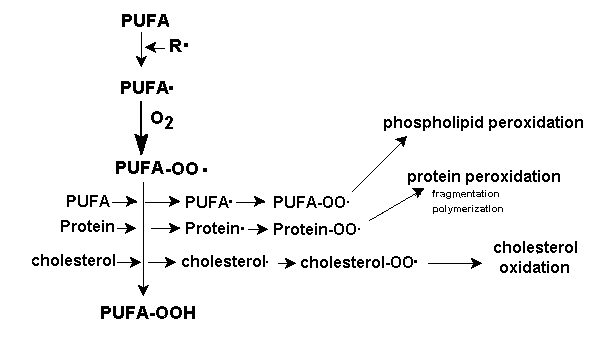 PUFA
R·
PUFA·
O2
phospholipid peroxidation
PUFA-OO·
protein peroxidation
fragmentation
polymerization
PUFA PUFA· PUFA-OO·
Protein Protein· Protein-OO·
cholesterol cholesterol· cholesterol-OO· cholesterol
oxidation
PUFA-OOH